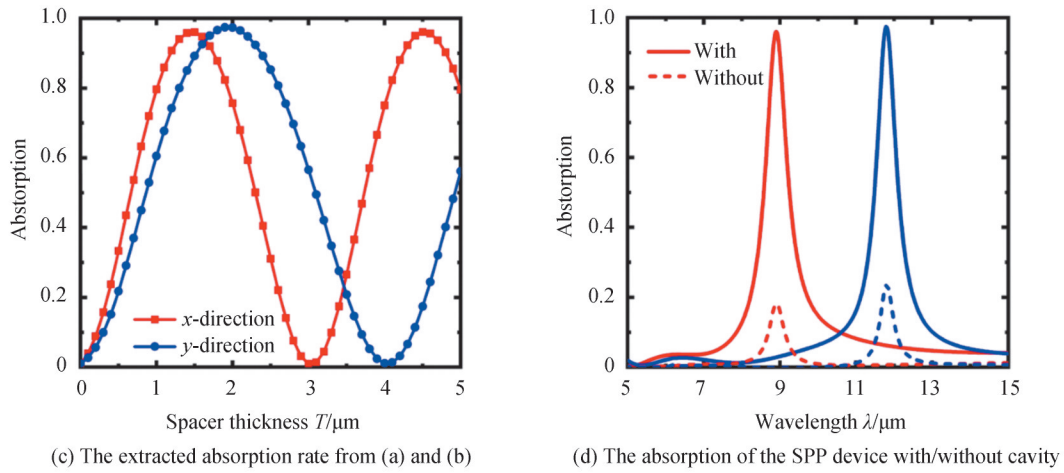 1.0
0.8
0.6
0.4
0.2
0
Abstorption
x-direction
y-direction
0 1 2 3 4 5
Spacer thickness T/μm
(c) The extracted absorption rate from (a) and (b)
1.0
0.8
0.6
0.4
0.2
0
Abstorption
With
Without
5 7 9 11 13 15
Wavelength λ/μm
(d) The absorption of the SPP device with/without cavity